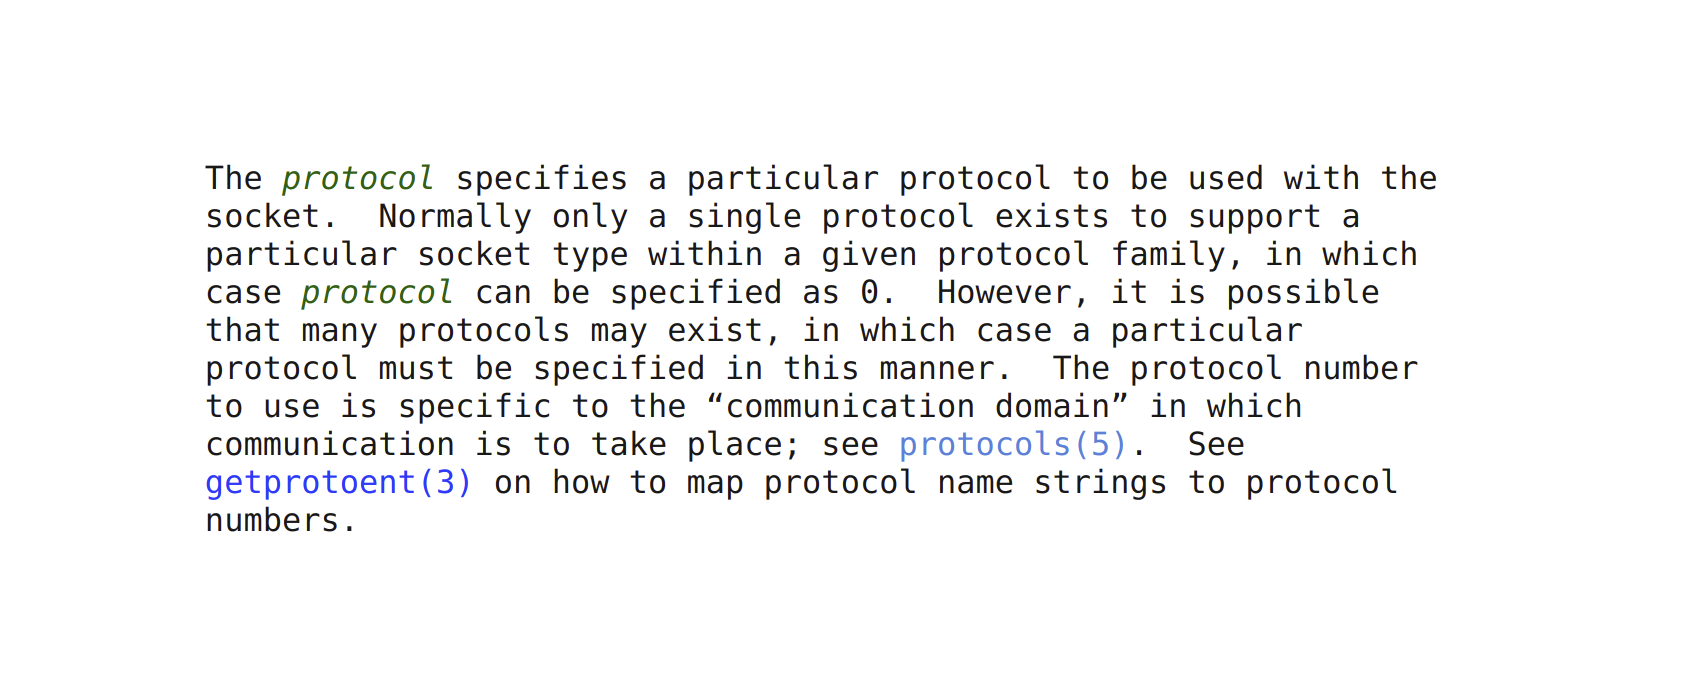 The protocol specifies a particular protocol to be used with the
socket.  Normally only a single protocol exists to support a
particular socket type within a given protocol family, in which
case protocol can be specified as 0.  However, it is possible
that many protocols may exist, in which case a particular
protocol must be specified in this manner.  The protocol number
to use is specific to the “communication domain” in which
communication is to take place; see protocols(5).  See
getprotoent(3) on how to map protocol name strings to protocol
numbers.